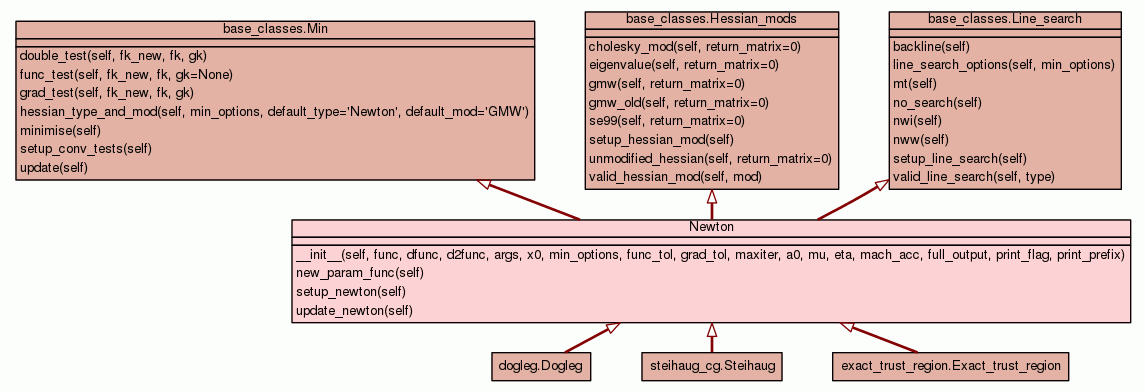 base_classes.Min
double_test(self, fk_new, fk, gk)
func_test(self, fk_new, fk, gk=None)
grad_test(self, fk_new, fk, gk)
hessian_type_and_mod(self, min_options, default_type='Newton', default_mod='GMW')
minimise(self)
setup_conv_tests(self)
update(self)
base_classes.Hessian_mods
cholesky_mod(self, return_matrix=0)
eigenvalue(self, return_matrix=0)
gmw(self, return_matrix=0)
gmw_old(self, return_matrix=0)
se99(self, return_matrix=0)
setup_hessian_mod(self)
unmodified_hessian(self, return_matrix=0)
valid_hessian_mod(self, mod)
base_classes.Line_search
backline(self)
line_search_options(self, min_options)
mt(self)
no_search(self)
nwi(self)
nww(self)
setup_line_search(self)
valid_line_search(self, type)
Newton
__init__(self, func, dfunc, d2func, args, x0, min_options, func_tol, grad_tol, maxiter, a0, mu, eta, mach_acc, full_output, print_flag, print_prefix)
new_param_func(self)
setup_newton(self)
update_newton(self)
dogleg.Dogleg
steihaug_cg.Steihaug
exact_trust_region.Exact_trust_region